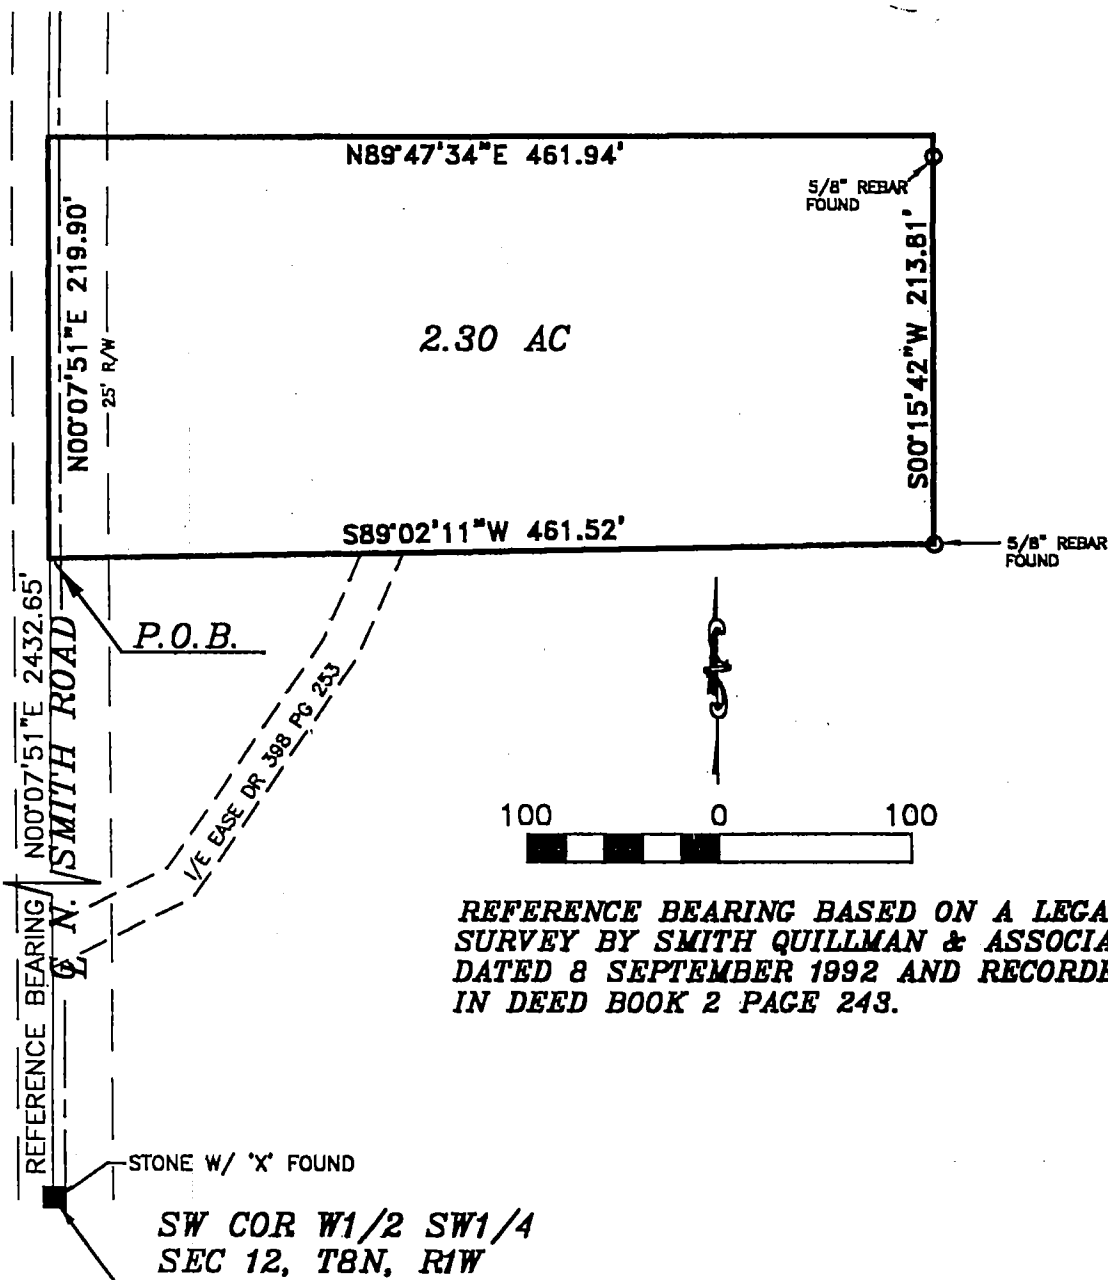 N89°47'34"E 461.94'
5/8" REBAR
FOUND
N00°07'51"E 219.90'
25' R/W
2.30 AC
S00°15'42"W 213.81'
S89°02'11"W 461.52'
5/8" REBAR
FOUND
P.O.B.
REFERENCE BEARING N00°07'51"E 2432.65'
℄ N. SMITH ROAD
I/E EASE DR 398 PG 253
100 0 100
REFERENCE BEARING BASED ON A LEGA
SURVEY BY SMITH QUILLMAN & ASSOCIA
DATED 8 SEPTEMBER 1992 AND RECORDE
IN DEED BOOK 2 PAGE 243.
STONE W/ 'X' FOUND
SW COR W1/2 SW1/4
SEC 12, T8N, R1W